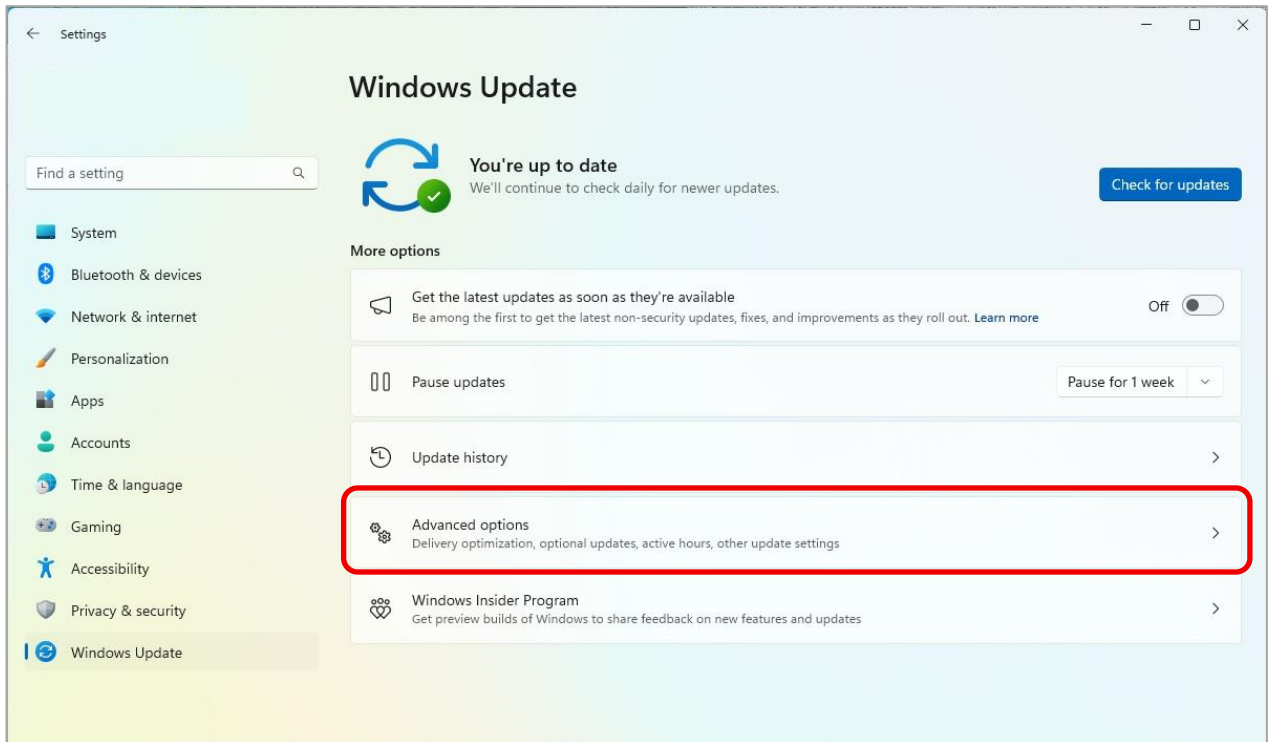 Settings
Windows Update
Find a setting
You're up to date
We'll continue to check daily for newer updates.
Check for updates
System
Bluetooth & devices
Network & internet
Personalization
Apps
Accounts
Time & language
Gaming
Accessibility
Privacy & security
Windows Update
More options
Get the latest updates as soon as they're available
Off
Be among the first to get the latest non-security updates, fixes, and improvements as they roll out. Learn more
Pause updates
Pause for 1 week
Update history
Advanced options
Delivery optimization, optional updates, active hours, other update settings
Windows Insider Program
Get preview builds of Windows to share feedback on new features and updates